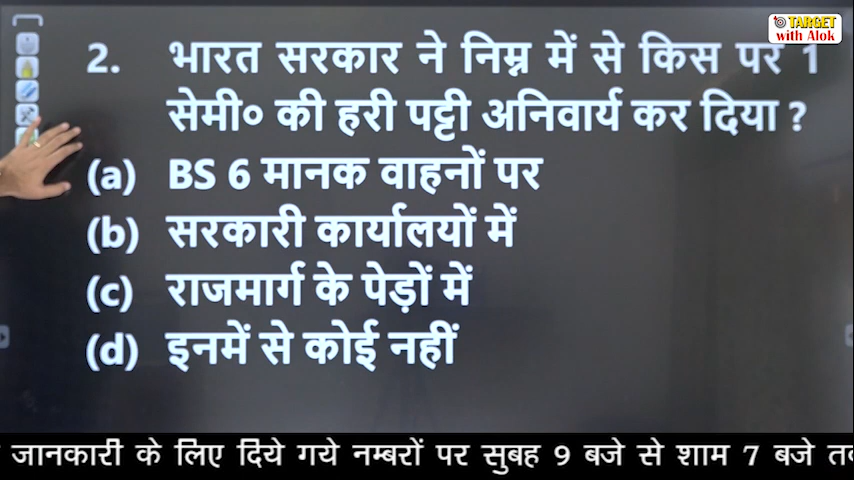 TARGET
with Alok
2. भारत सरकार ने निम्न में से किस पर 1
सेमी० की हरी पट्टी अनिवार्य कर दिया ?
(a) BS 6 मानक वाहनों पर
(b) सरकारी कार्यालयों में
(c) राजमार्ग के पेड़ों में
(d) इनमें से कोई नहीं
जानकारी के लिए दिये गये नम्बरों पर सुबह 9 बजे से शाम 7 बजे